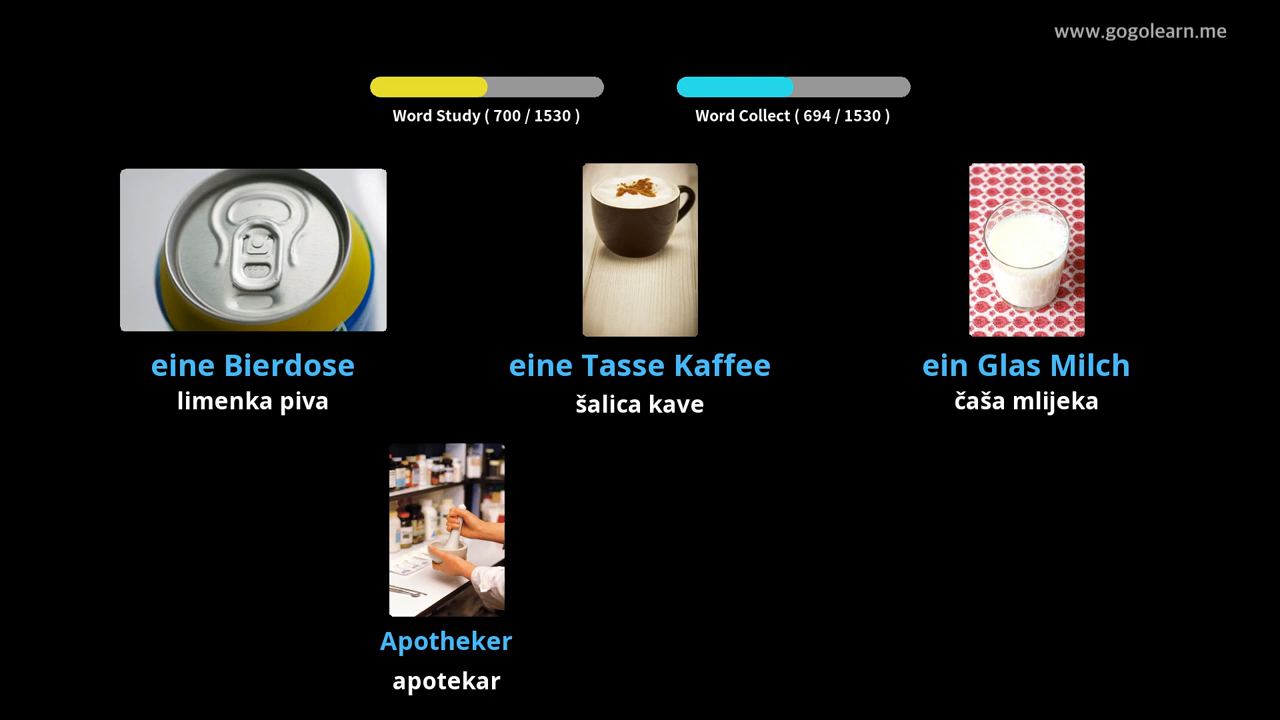 www.gogolearn.me
Word Study ( 700 / 1530 )
Word Collect ( 694 / 1530 )
eine Bierdose
limenka piva
eine Tasse Kaffee
šalica kave
ein Glas Milch
čaša mlijeka
Apotheker
apotekar